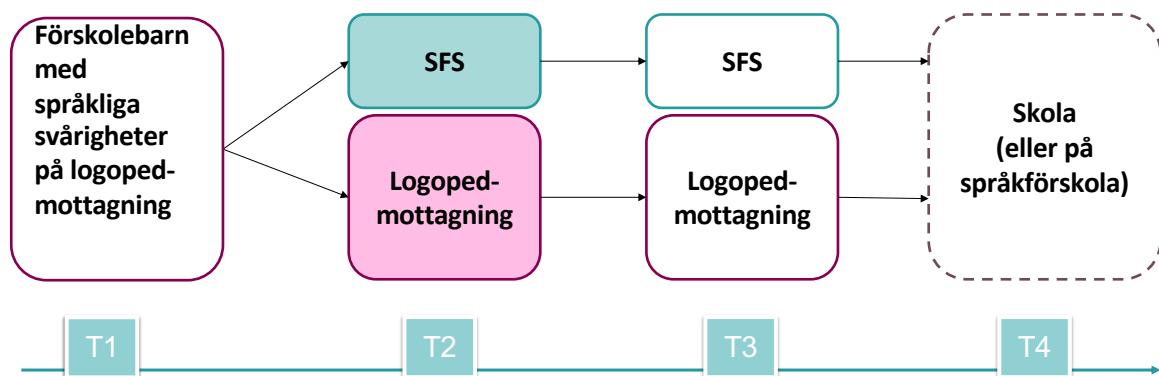 Förskolebarn
med
språkliga
svårigheter
på logoped-
mottagning
SFS
SFS
Logoped-
mottagning
Logoped-
mottagning
Skola
(eller på
språkförskola)
T1
T2
T3
T4